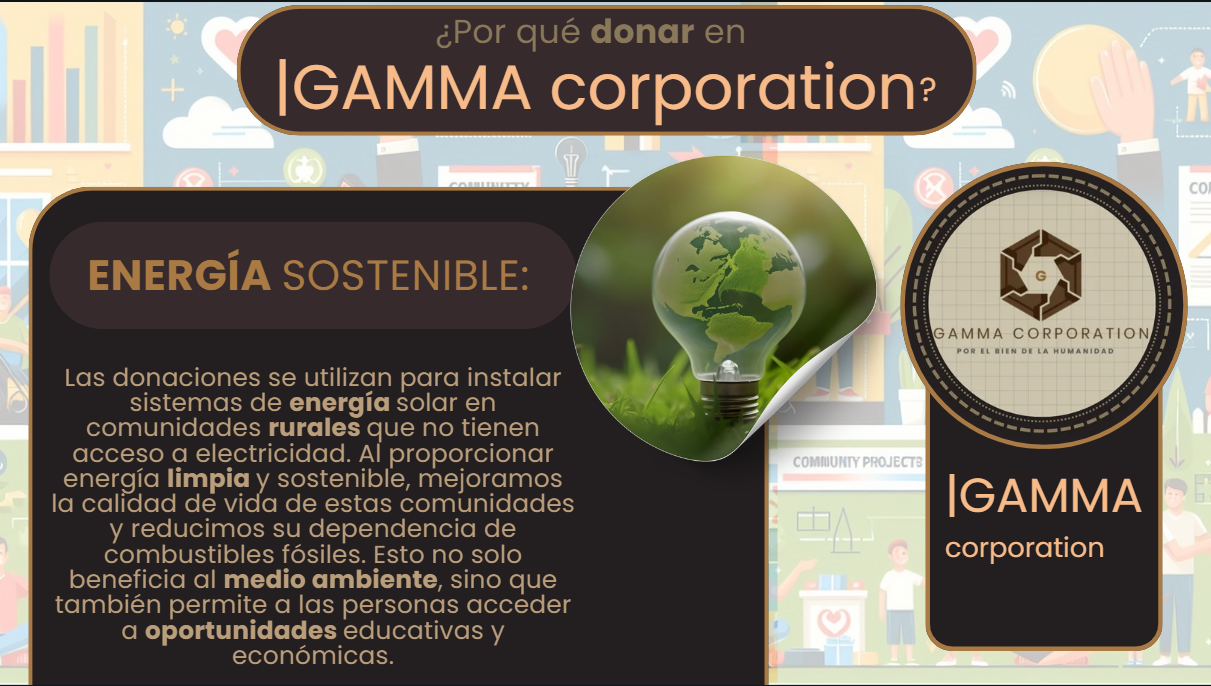 ¿Por qué donar en
|GAMMA corporation?
COMUNITY
ENERGÍA SOSTENIBLE:
Las donaciones se utilizan para instalar
sistemas de energía solar en
comunidades rurales que no tienen
acceso a electricidad. Al proporcionar
energía limpia y sostenible, mejoramos
la calidad de vida de estas comunidades
y reducimos su dependencia de
combustibles fósiles. Esto no solo
beneficia al medio ambiente, sino que
también permite a las personas acceder
a oportunidades educativas y
económicas.
G
GAMMA CORPORATION
POR EL BIEN DE LA HUMANIDAD
COMMUNTY PROJECTS
|GAMMA
corporation